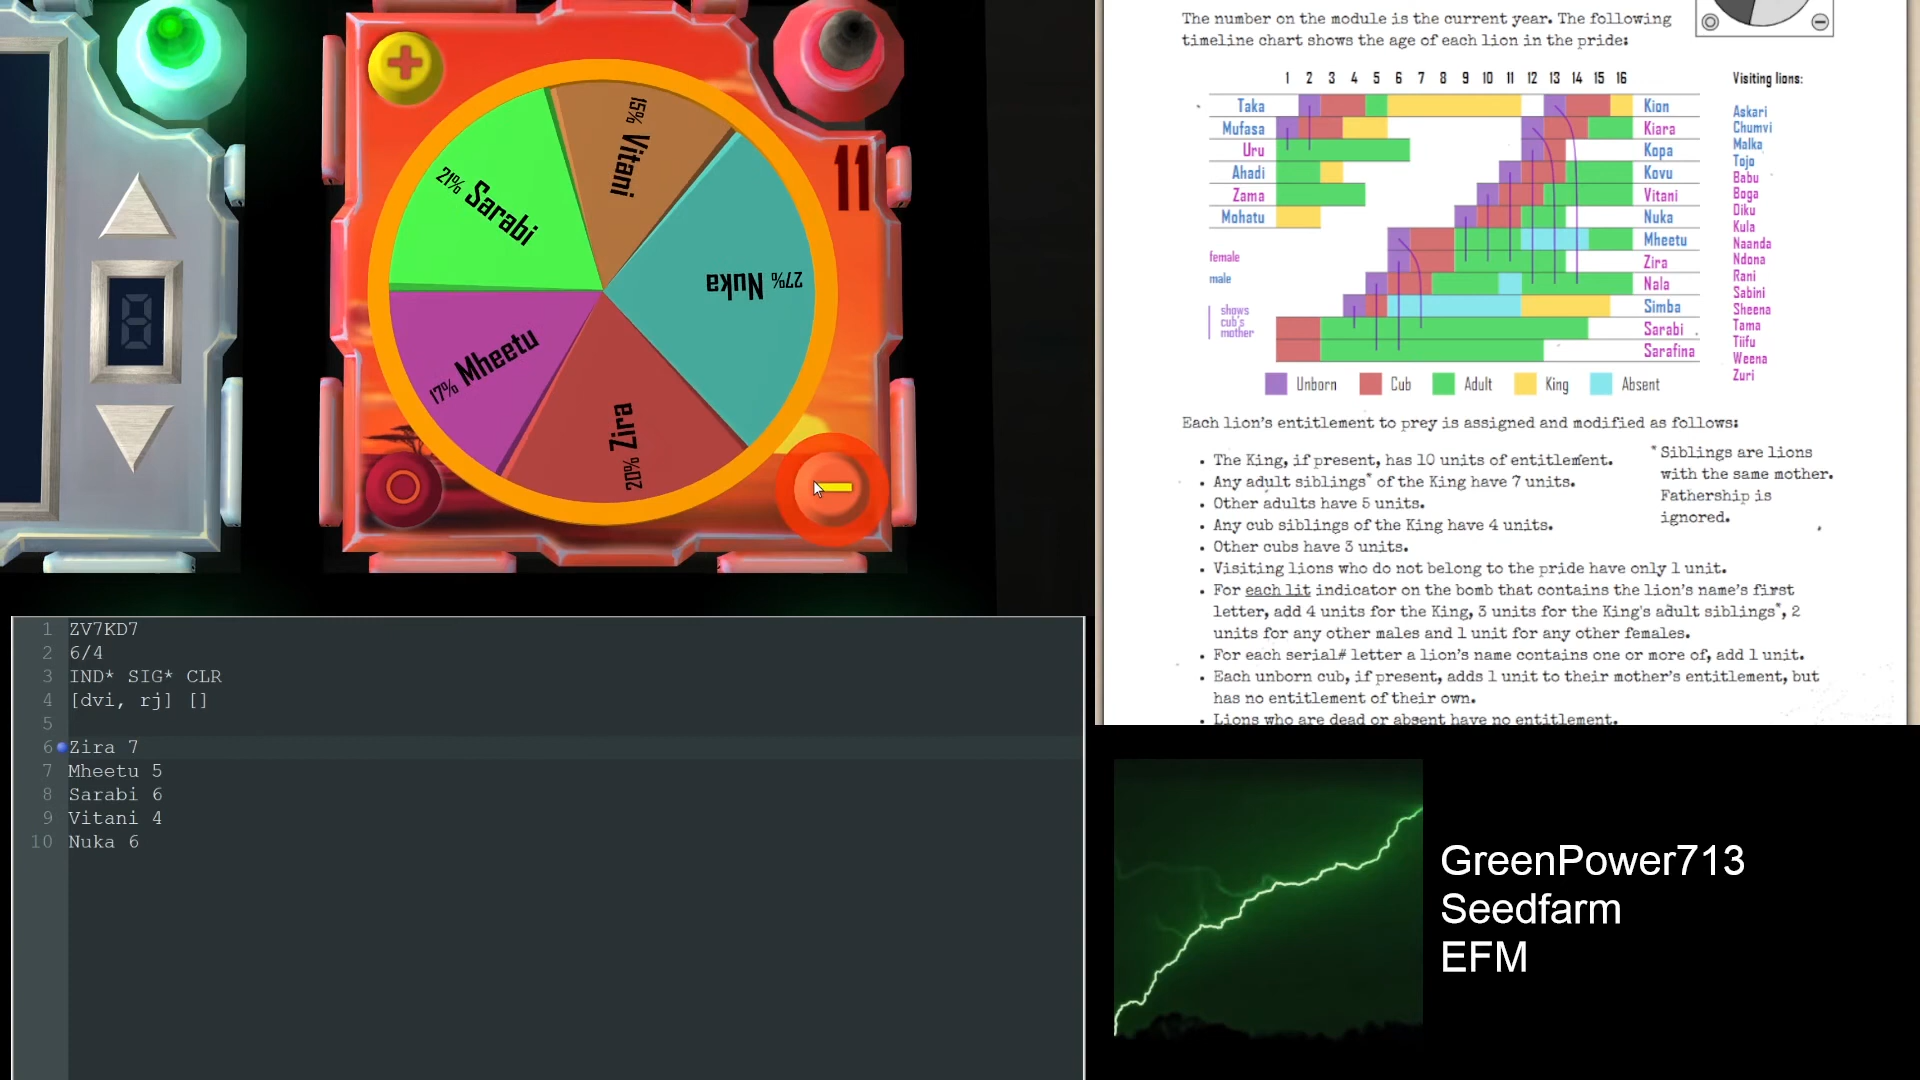 15% Vitani
21% Sarabi
27% Nuka
17% Mheetu
20% Zira
11
1 ZV7KD7
2 6/4
3 IND* SIG* CLR
4 [dvi, rj] []
5
6 Zira 7
7 Mheetu 5
8 Sarabi 6
9 Vitani 4
10 Nuka 6
The number on the module is the current year. The following
timeline chart shows the age of each lion in the pride:
1 2 3 4 5 6 7 8 9 10 11 12 13 14 15 16
Taka Kion
Mufasa Kiara
Uru Kopa
Ahadi Kovu
Zama Vitani
Mohatu Nuka
Mheetu
female Zira
male Nala
Simba
shows
cub's
mother
Sarabi
Sarafina
Unborn Cub Adult King Absent
Visiting lions:
Askari
Chumvi
Malka
Tojo
Babu
Boga
Diku
Kula
Naanda
Ndona
Rani
Sabini
Sheena
Tama
Tiifu
Weena
Zuri
Each lion's entitlement to prey is assigned and modified as follows:
• The King, if present, has 10 units of entitlement.
• Any adult siblings* of the King have 7 units.
• Other adults have 5 units.
• Any cub siblings of the King have 4 units.
• Other cubs have 3 units.
• Visiting lions who do not belong to the pride have only 1 unit.
• For each lit indicator on the bomb that contains the lion's name's first
letter, add 4 units for the King, 3 units for the King's adult siblings*, 2
units for any other males and 1 unit for any other females.
• For each serial# letter a lion's name contains one or more of, add 1 unit.
• Each unborn cub, if present, adds 1 unit to their mother's entitlement, but
has no entitlement of their own.
• Lions who are dead or absent have no entitlement.
* Siblings are lions
with the same mother.
Fathership is
ignored.
GreenPower713
Seedfarm
EFM